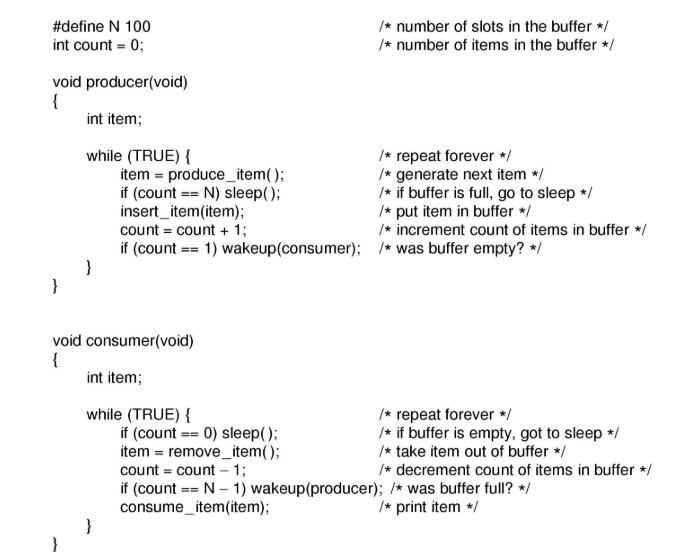 #define N 100 /* number of slots in the buffer */
int count = 0; /* number of items in the buffer */
void producer(void)
{
int item;
while (TRUE) { /* repeat forever */
item = produce_item( ); /* generate next item */
if (count == N) sleep( ); /* if buffer is full, go to sleep */
insert_item(item); /* put item in buffer */
count = count + 1; /* increment count of items in buffer */
if (count == 1) wakeup(consumer); /* was buffer empty? */
}
}
void consumer(void)
{
int item;
while (TRUE) { /* repeat forever */
if (count == 0) sleep( ); /* if buffer is empty, got to sleep */
item = remove_item( ); /* take item out of buffer */
count = count – 1; /* decrement count of items in buffer */
if (count == N – 1) wakeup(producer); /* was buffer full? */
consume_item(item); /* print item */
}
}